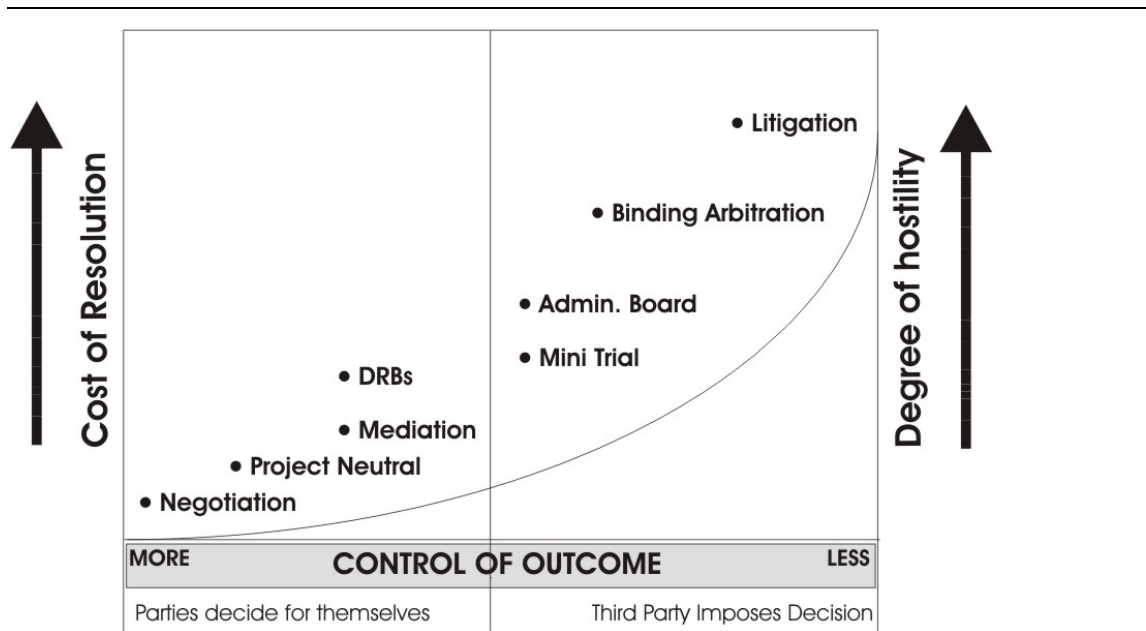 Litigation
Binding Arbitration
Admin. Board
Mini Trial
DRBs
Mediation
Project Neutral
Negotiation
Cost of Resolution
Degree of hostility
MORE
CONTROL OF OUTCOME
LESS
Parties decide for themselves
Third Party Imposes Decision